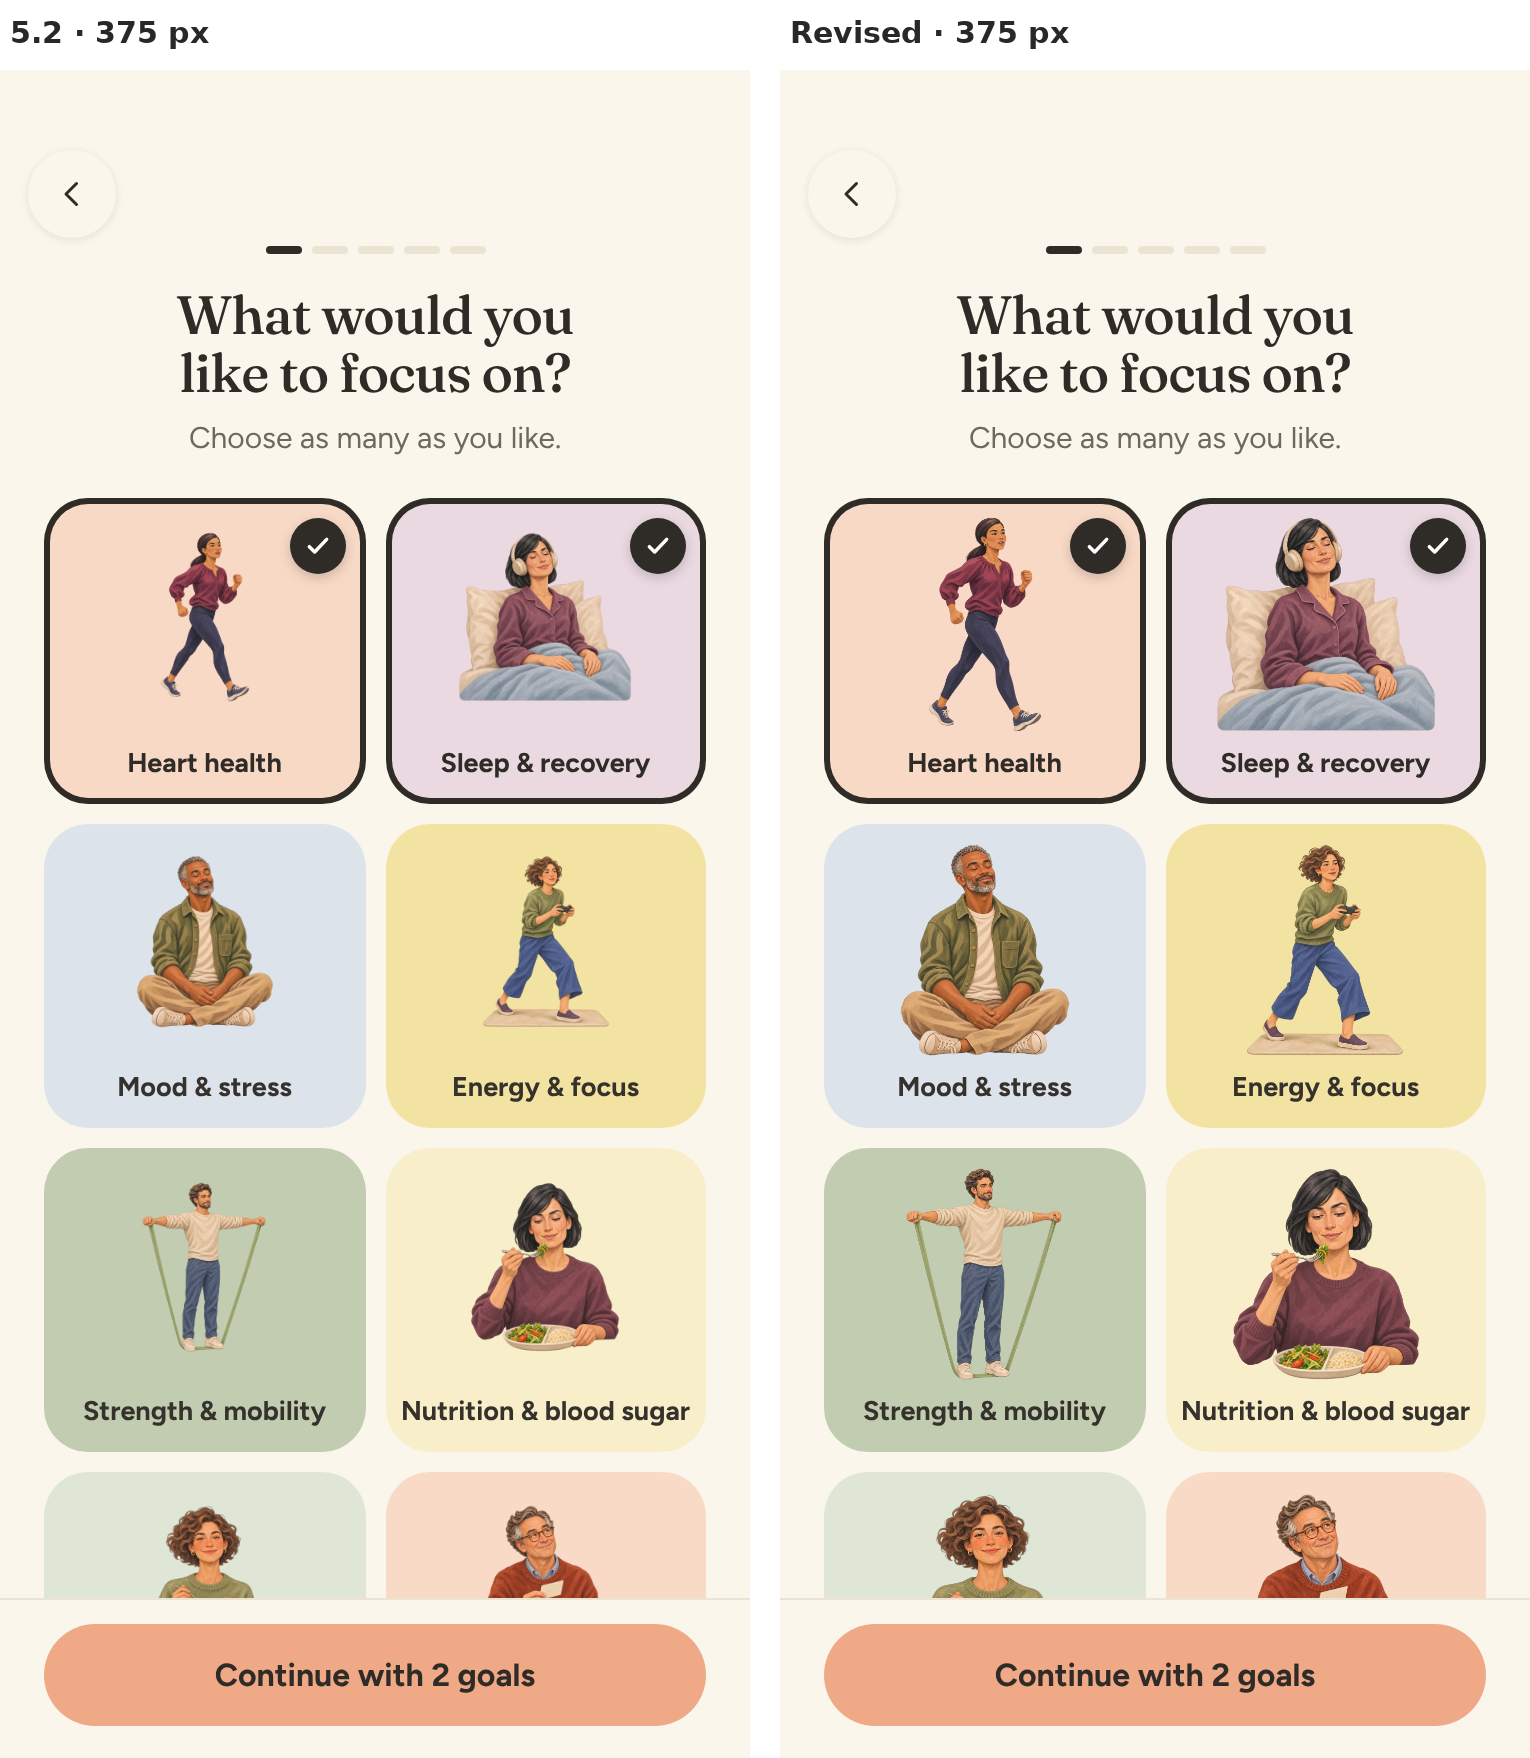 5.2 · 375 px
What would you
like to focus on?
Choose as many as you like.
Heart health
Sleep & recovery
Mood & stress
Energy & focus
Strength & mobility
Nutrition & blood sugar
Continue with 2 goals
Revised · 375 px
What would you
like to focus on?
Choose as many as you like.
Heart health
Sleep & recovery
Mood & stress
Energy & focus
Strength & mobility
Nutrition & blood sugar
Continue with 2 goals